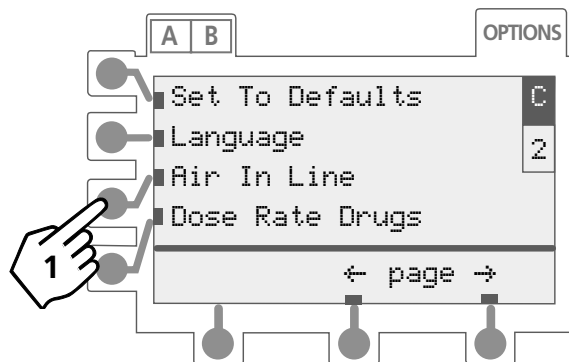 A B OPTIONS
Set To Defaults C
Language 2
Air In Line
Dose Rate Drugs
1
← page →